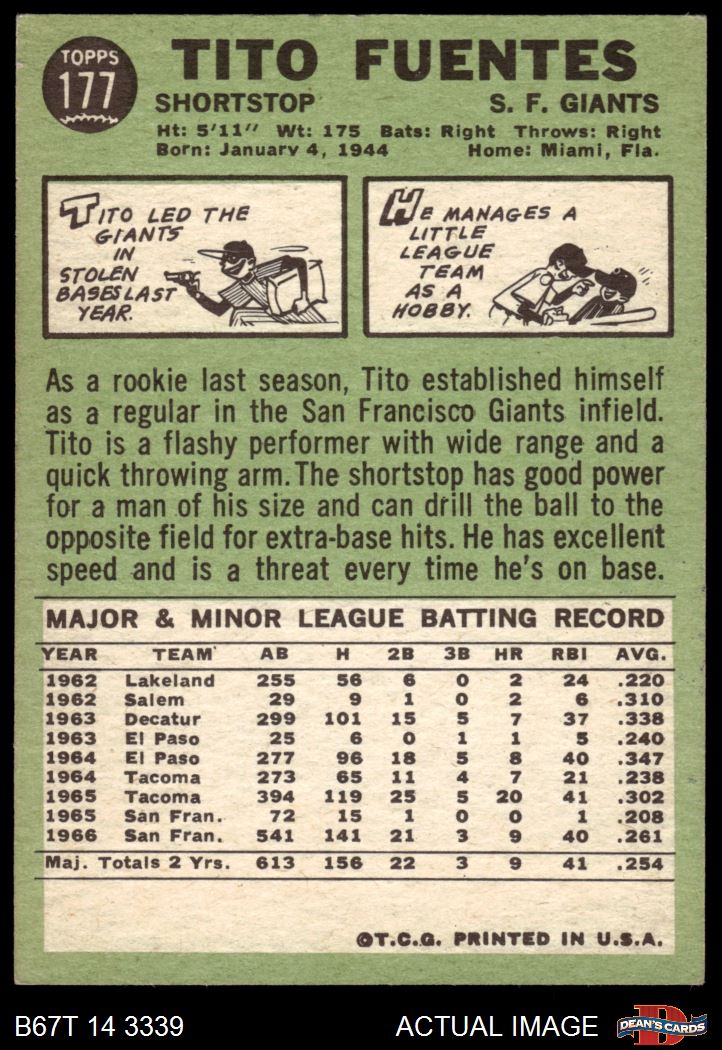 TOPPS
177
TITO FUENTES
SHORTSTOP S. F. GIANTS
Ht: 5'11" Wt: 175 Bats: Right Throws: Right
Born: January 4, 1944 Home: Miami, Fla.
TITO LED THE
GIANTS
IN
STOLEN
BASES LAST
YEAR.
HE MANAGES A
LITTLE
LEAGUE
TEAM
AS A
HOBBY.
As a rookie last season, Tito established himself
as a regular in the San Francisco Giants infield.
Tito is a flashy performer with wide range and a
quick throwing arm. The shortstop has good power
for a man of his size and can drill the ball to the
opposite field for extra-base hits. He has excellent
speed and is a threat every time he's on base.
MAJOR & MINOR LEAGUE BATTING RECORD
YEAR TEAM AB H 2B 3B HR RBI AVG.
1962 Lakeland 255 56 6 0 2 24 .220
1962 Salem 29 9 1 0 2 6 .310
1963 Decatur 299 101 15 5 7 37 .338
1963 El Paso 25 6 0 1 1 5 .240
1964 El Paso 277 96 18 5 8 40 .347
1964 Tacoma 273 65 11 4 7 21 .238
1965 Tacoma 394 119 25 5 20 41 .302
1965 San Fran. 72 15 1 0 0 1 .208
1966 San Fran. 541 141 21 3 9 40 .261
Maj. Totals 2 Yrs. 613 156 22 3 9 41 .254
©T.C.G. PRINTED IN U.S.A.
B67T 14 3339 ACTUAL IMAGE
D
DEAN'S CARDS